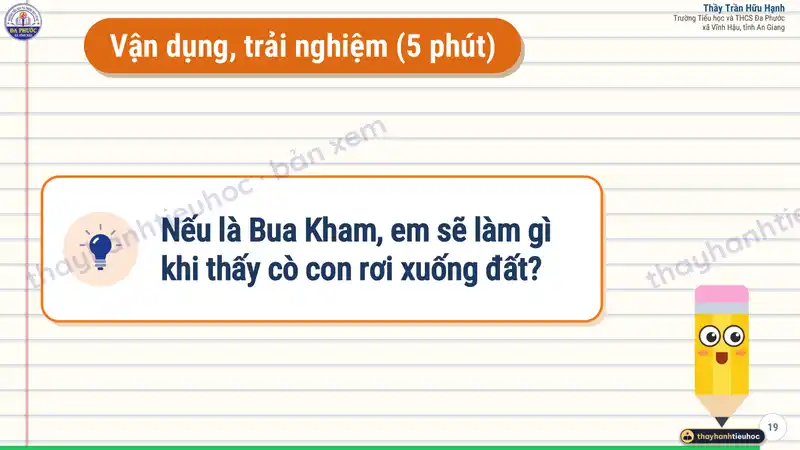 ĐA PHƯỚC
Thầy Trần Hữu Hạnh
Trường Tiểu học và THCS Đa Phước
xã Vĩnh Hậu, tỉnh An Giang
Vận dụng, trải nghiệm (5 phút)
thayhanhtieuhoc · bản xem
Nếu là Bua Kham, em sẽ làm gì
khi thấy cò con rơi xuống đất?
thayhanhtie
thayhanhtieuhoc
19